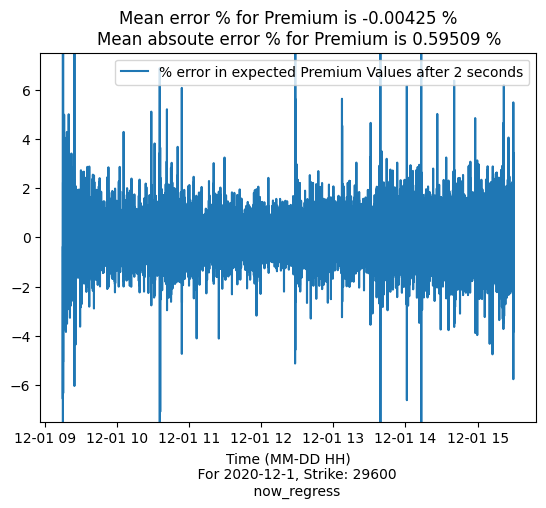 Mean error % for Premium is -0.00425 %
Mean absoute error % for Premium is 0.59509 %
% error in expected Premium Values after 2 seconds
6
4
2
0
−2
−4
−6
12-01 09 12-01 10 12-01 11 12-01 12 12-01 13 12-01 14 12-01 15
Time (MM-DD HH)
For 2020-12-1, Strike: 29600
now_regress